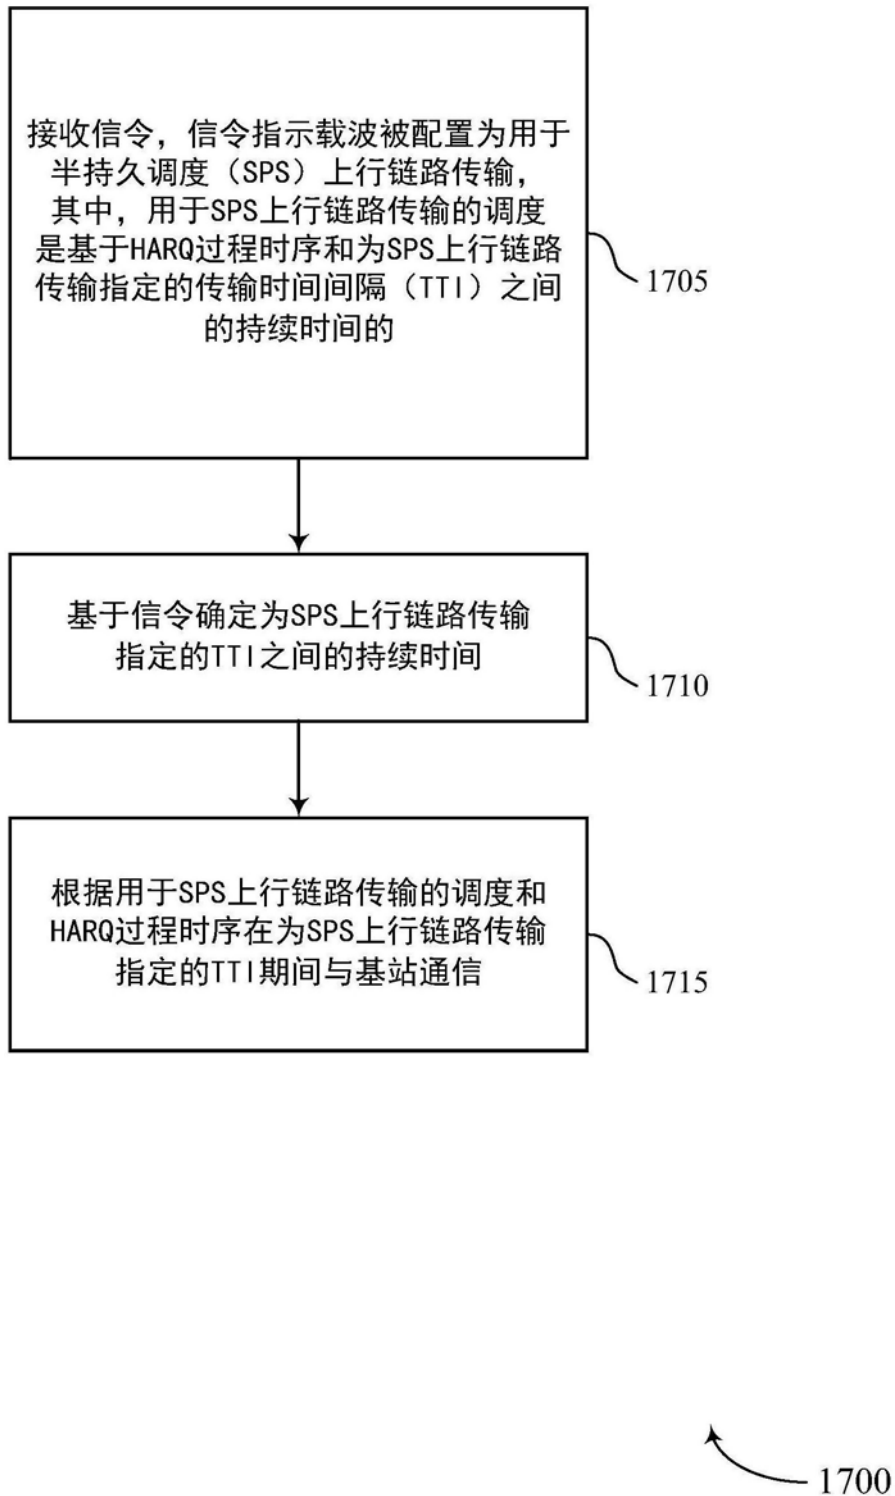 接收信令，信令指示载波被配置为用于
半持久调度（SPS）上行链路传输，
其中，用于SPS上行链路传输的调度
是基于HARQ过程时序和为SPS上行链路
传输指定的传输时间间隔（TTI）之间
的持续时间的
1705
基于信令确定为SPS上行链路传输
指定的TTI之间的持续时间
1710
根据用于SPS上行链路传输的调度和
HARQ过程时序在为SPS上行链路传输
指定的TTI期间与基站通信
1715
1700